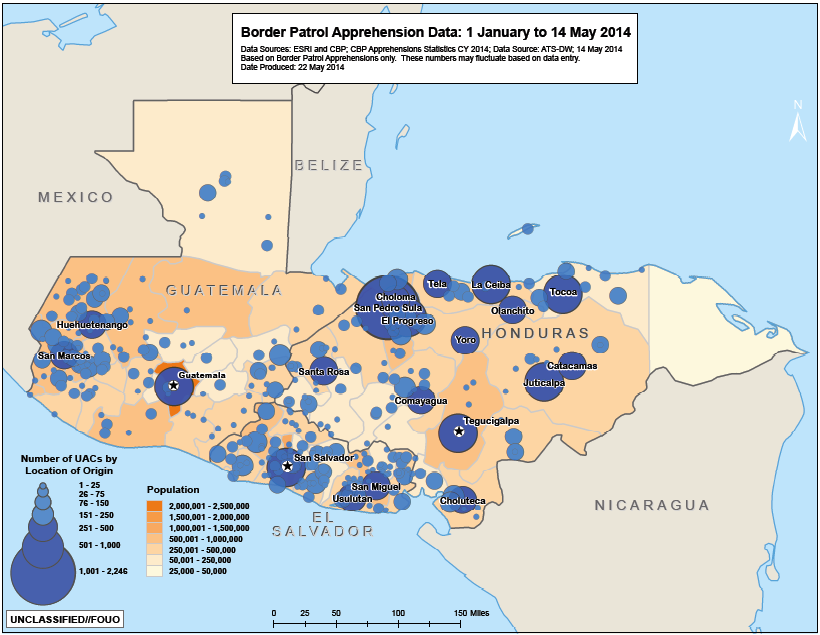 Border Patrol Apprehension Data: 1 January to 14 May 2014
Data Sources: ESRI and CBP; CBP Apprehensions Statistics CY 2014; Data Source: ATS-DW; 14 May 2014
Based on Border Patrol Apprehensions only. These numbers may fluctuate based on data entry.
Date Produced: 22 May 2014
N
BELIZE
MEXICO
GUATEMALA
Tela
La Ceiba
Tocoa
Choloma
San Pedro Sula
Olanchito
El Progreso
Huehuetenango
HONDURAS
Yoro
San Marcos
Catacamas
Guatemala
Santa Rosa
Juticalpa
Comayagua
Tegucigalpa
San Salvador
San Miguel
Usulutan
Choluteca
NICARAGUA
EL
SALVADOR
Number of UACs by
Location of Origin
1 - 25
26 - 75
76 - 150
151 - 250
251 - 500
501 - 1,000
1,001 - 2,246
Population
2,000,001 - 2,500,000
1,500,001 - 2,000,000
1,000,001 - 1,500,000
500,001 - 1,000,000
250,001 - 500,000
50,001 - 250,000
25,000 - 50,000
UNCLASSIFIED//FOUO
0 25 50 100 150 Miles